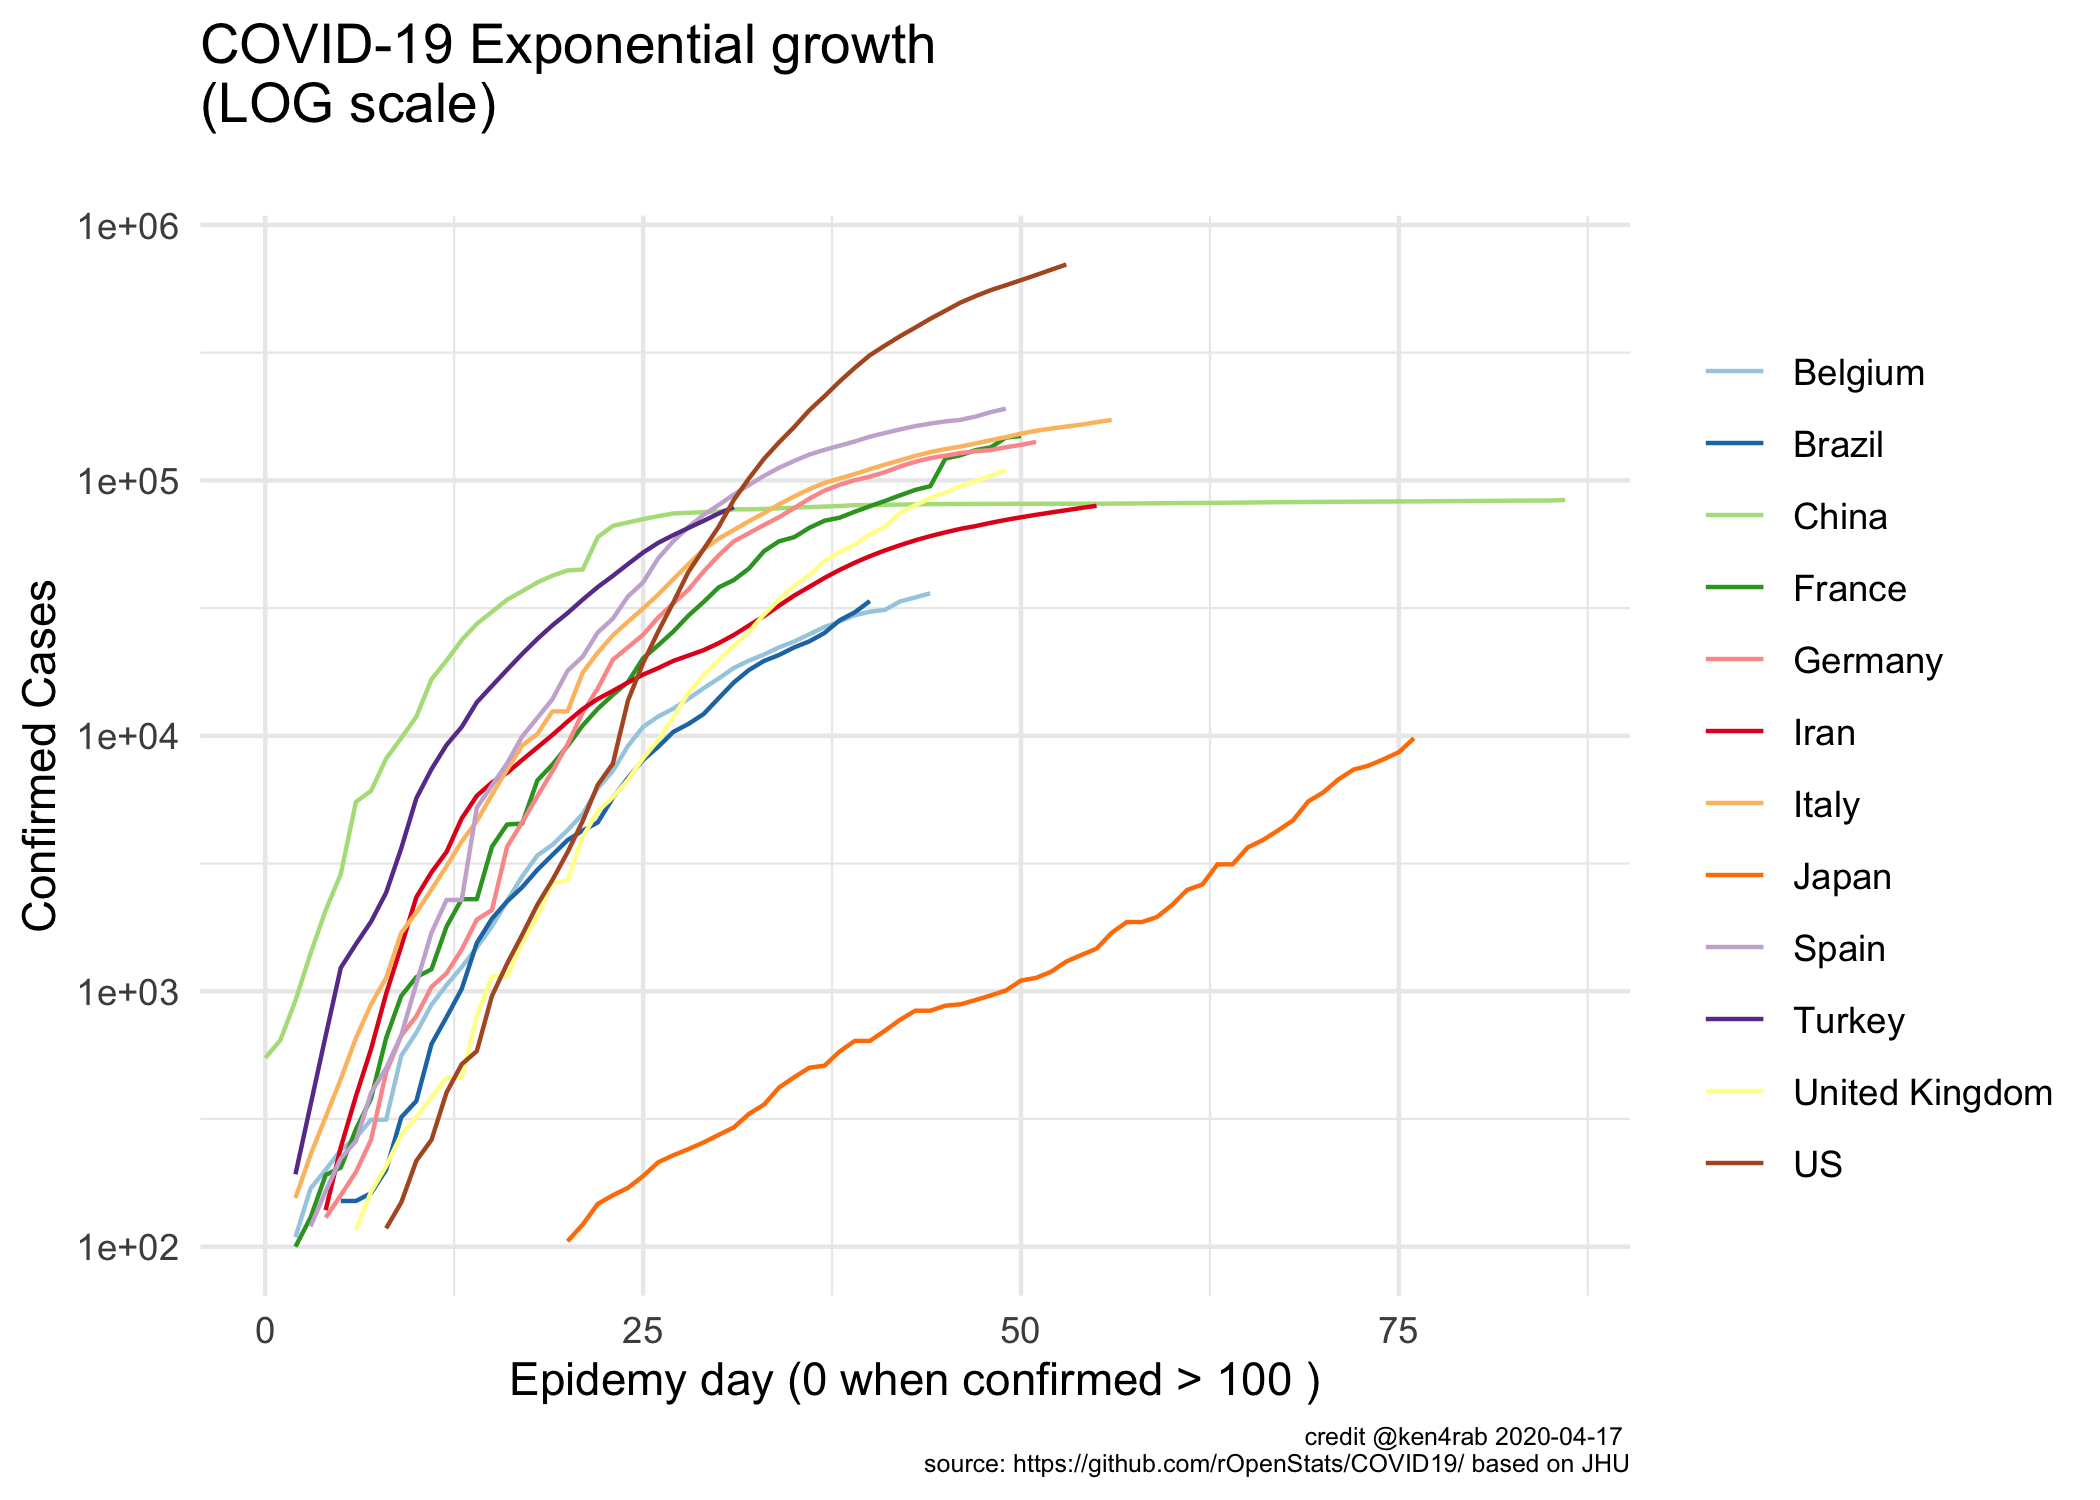 COVID-19 Exponential growth
(LOG scale)
1e+06
1e+05
1e+04
1e+03
1e+02
Confirmed Cases
0
25
50
75
Epidemy day (0 when confirmed > 100 )
Belgium
Brazil
China
France
Germany
Iran
Italy
Japan
Spain
Turkey
United Kingdom
US
credit @ken4rab 2020-04-17
source: https://github.com/rOpenStats/COVID19/ based on JHU